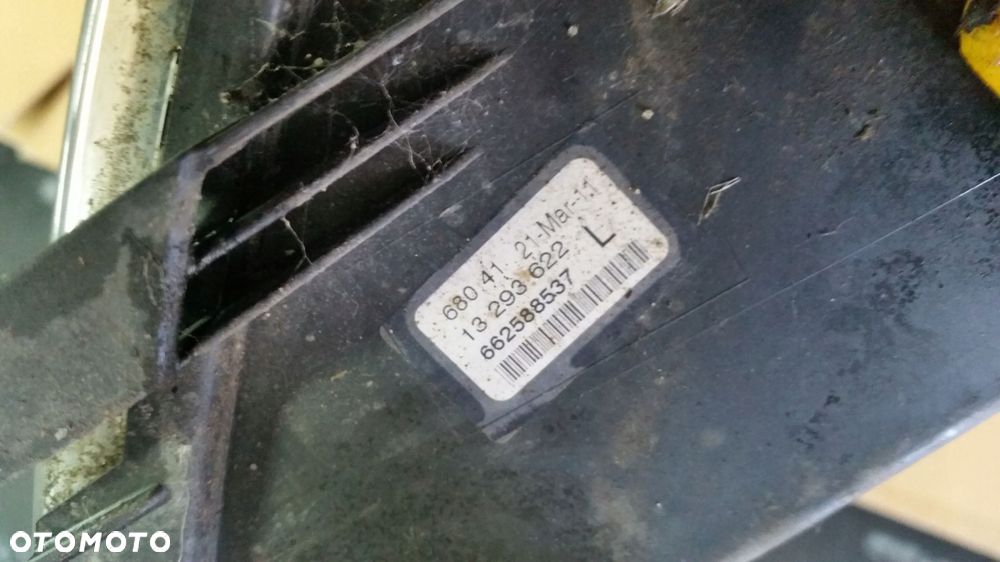 680 41 21-Mar-11
13 293 622 L
662588537
OTOMOTO